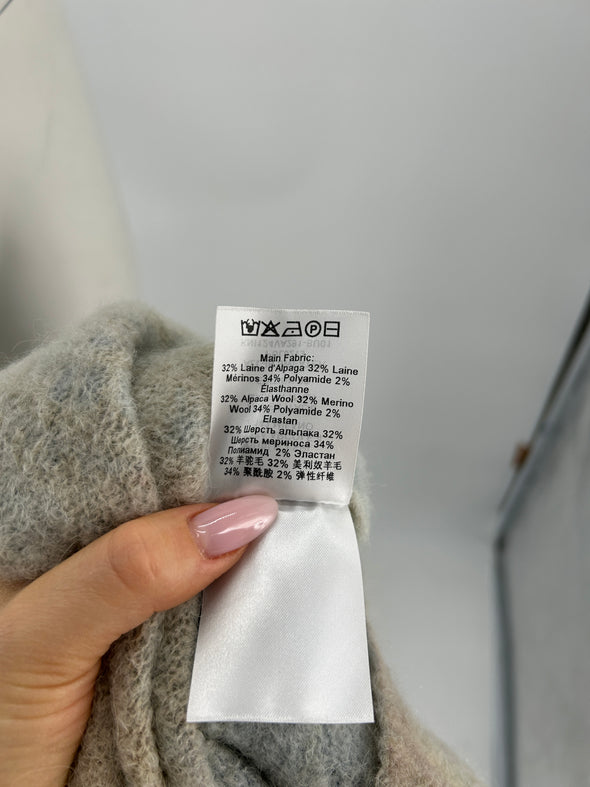 Main Fabric:
32% Laine d'Alpaga 32% Laine
Mérinos 34% Polyamide 2%
Élasthanne
32% Alpaca Wool 32% Merino
Wool 34% Polyamide 2%
Elastan
32% Шерсть альпака 32%
Шерсть мериноса 34%
Полиамид 2% Эластан
32% 羊驼毛 32% 美利奴羊毛
34% 聚酰胺 2% 弹性纤维